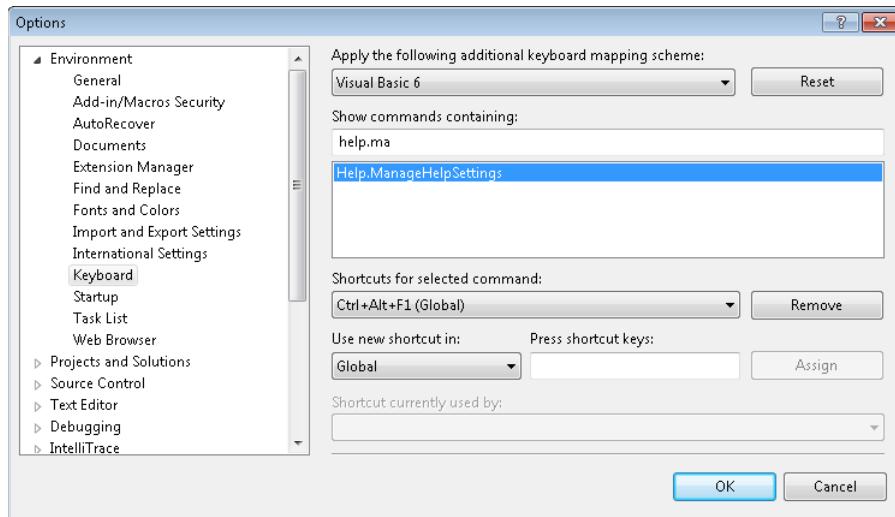 Options
Environment
General
Add-in/Macros Security
AutoRecover
Documents
Extension Manager
Find and Replace
Fonts and Colors
Import and Export Settings
International Settings
Keyboard
Startup
Task List
Web Browser
Projects and Solutions
Source Control
Text Editor
Debugging
IntelliTrace
Apply the following additional keyboard mapping scheme:
Visual Basic 6
Reset
Show commands containing:
help.ma
Help.ManageHelpSettings
Shortcuts for selected command:
Ctrl+Alt+F1 (Global)
Remove
Use new shortcut in:
Press shortcut keys:
Global
Assign
Shortcut currently used by:
OK
Cancel